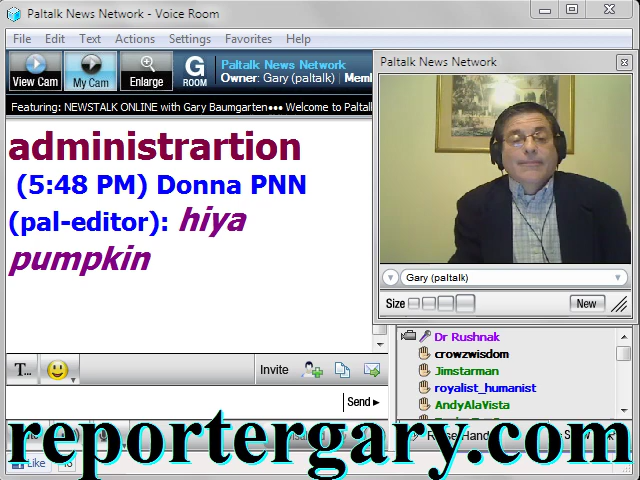 Paltalk News Network - Voice Room
File Edit Text Actions Settings Favorites Help
View Cam
My Cam
Enlarge
G
ROOM
Paltalk News Network
Owner: Gary (paltalk) | Memb
Featuring: NEWSTALK ONLINE with Gary Baumgarten●●● Welcome to Paltall
administrartion
(5:48 PM) Donna PNN
(pal-editor): hiya
pumpkin
T...
Invite
Send
Paltalk News Network
Gary (paltalk)
Size
New
Dr Rushnak
crowzwisdom
Jimstarman
royalist_humanist
AndyAlaVista
reportergary.com
Like